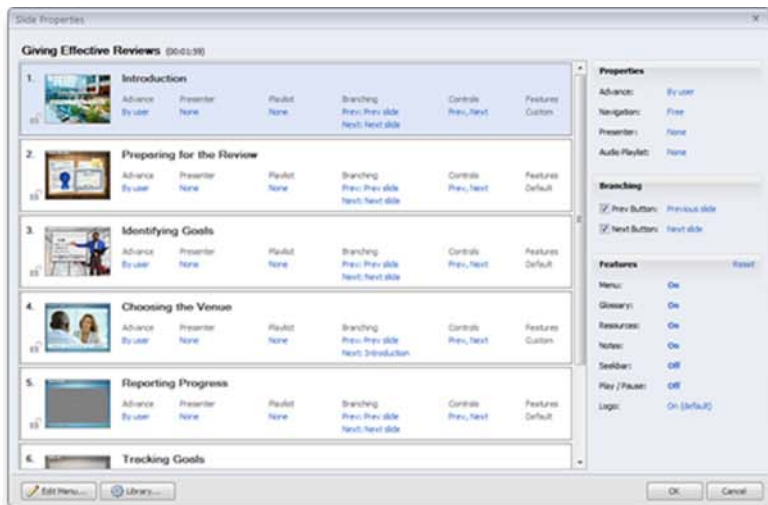 Slide Properties
Giving Effective Reviews (00:01:59)
1. Introduction
Advance Presenter Playlist Branching Controls Features
By user None None Prev: Prev slide Prev, Next Custom
Next: Next slide
2. Preparing for the Review
Advance Presenter Playlist Branching Controls Features
By user None None Prev: Prev slide Prev, Next Default
Next: Next slide
3. Identifying Goals
Advance Presenter Playlist Branching Controls Features
By user None None Prev: Prev slide Prev, Next Default
Next: Next slide
4. Choosing the Venue
Advance Presenter Playlist Branching Controls Features
By user None None Prev: Prev slide Prev, Next Custom
Next: Introduction
5. Reporting Progress
Advance Presenter Playlist Branching Controls Features
By user None None Prev: Prev slide Prev, Next Default
Next: Next slide
6. Tracking Goals
Properties
Advance: By user
Navigation: Free
Presenter: None
Audio Playlist: None
Branching
Prev Button: Previous slide
Next Button: Next slide
Features Reset
Menu: On
Glossary: On
Resources: On
Notes: On
Seekbar: Off
Play / Pause: Off
Logo: On (default)
Edit Menu... Library... OK Cancel